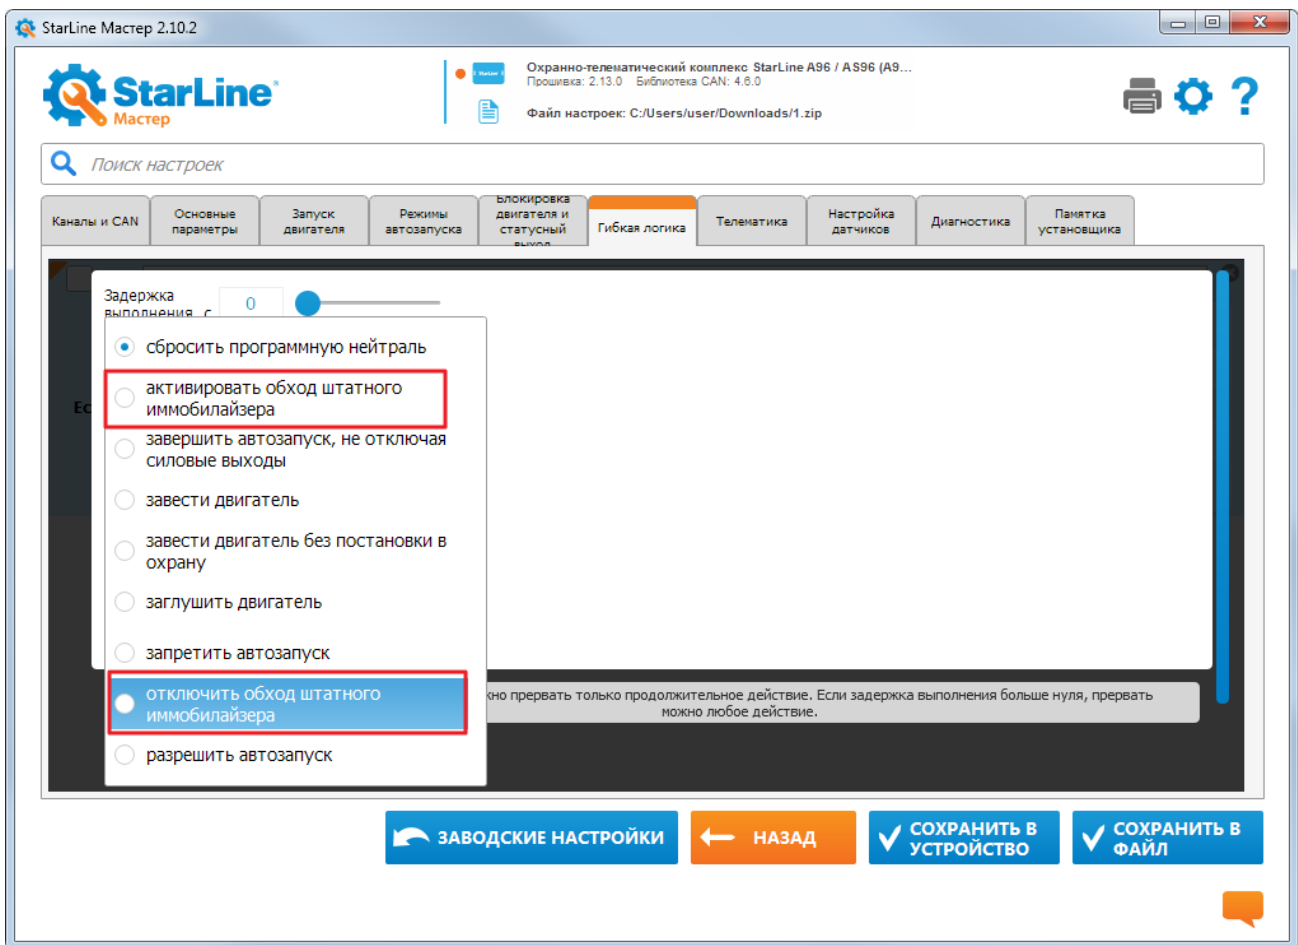 StarLine Мастер 2.10.2
StarLine
Мастер
Охранно-телематический комплекс StarLine A96 / AS96 (A9...
Прошивка: 2.13.0 Библиотека CAN: 4.6.0
Файл настроек: C:/Users/user/Downloads/1.zip
?
Поиск настроек
Каналы и CAN
Основные
параметры
Запуск
двигателя
Режимы
автозапуска
Блокировка
двигателя и
статусный
выход
Гибкая логика
Телематика
Настройка
датчиков
Диагностика
Памятка
установщика
Задержка
выполнения, с
0
Ес
сбросить программную нейтраль
активировать обход штатного
иммобилайзера
завершить автозапуск, не отключая
силовые выходы
завести двигатель
завести двигатель без постановки в
охрану
заглушить двигатель
запретить автозапуск
отключить обход штатного
иммобилайзера
разрешить автозапуск
жно прервать только продолжительное действие. Если задержка выполнения больше нуля, прервать
можно любое действие.
ЗАВОДСКИЕ НАСТРОЙКИ
НАЗАД
СОХРАНИТЬ В
УСТРОЙСТВО
СОХРАНИТЬ В
ФАЙЛ